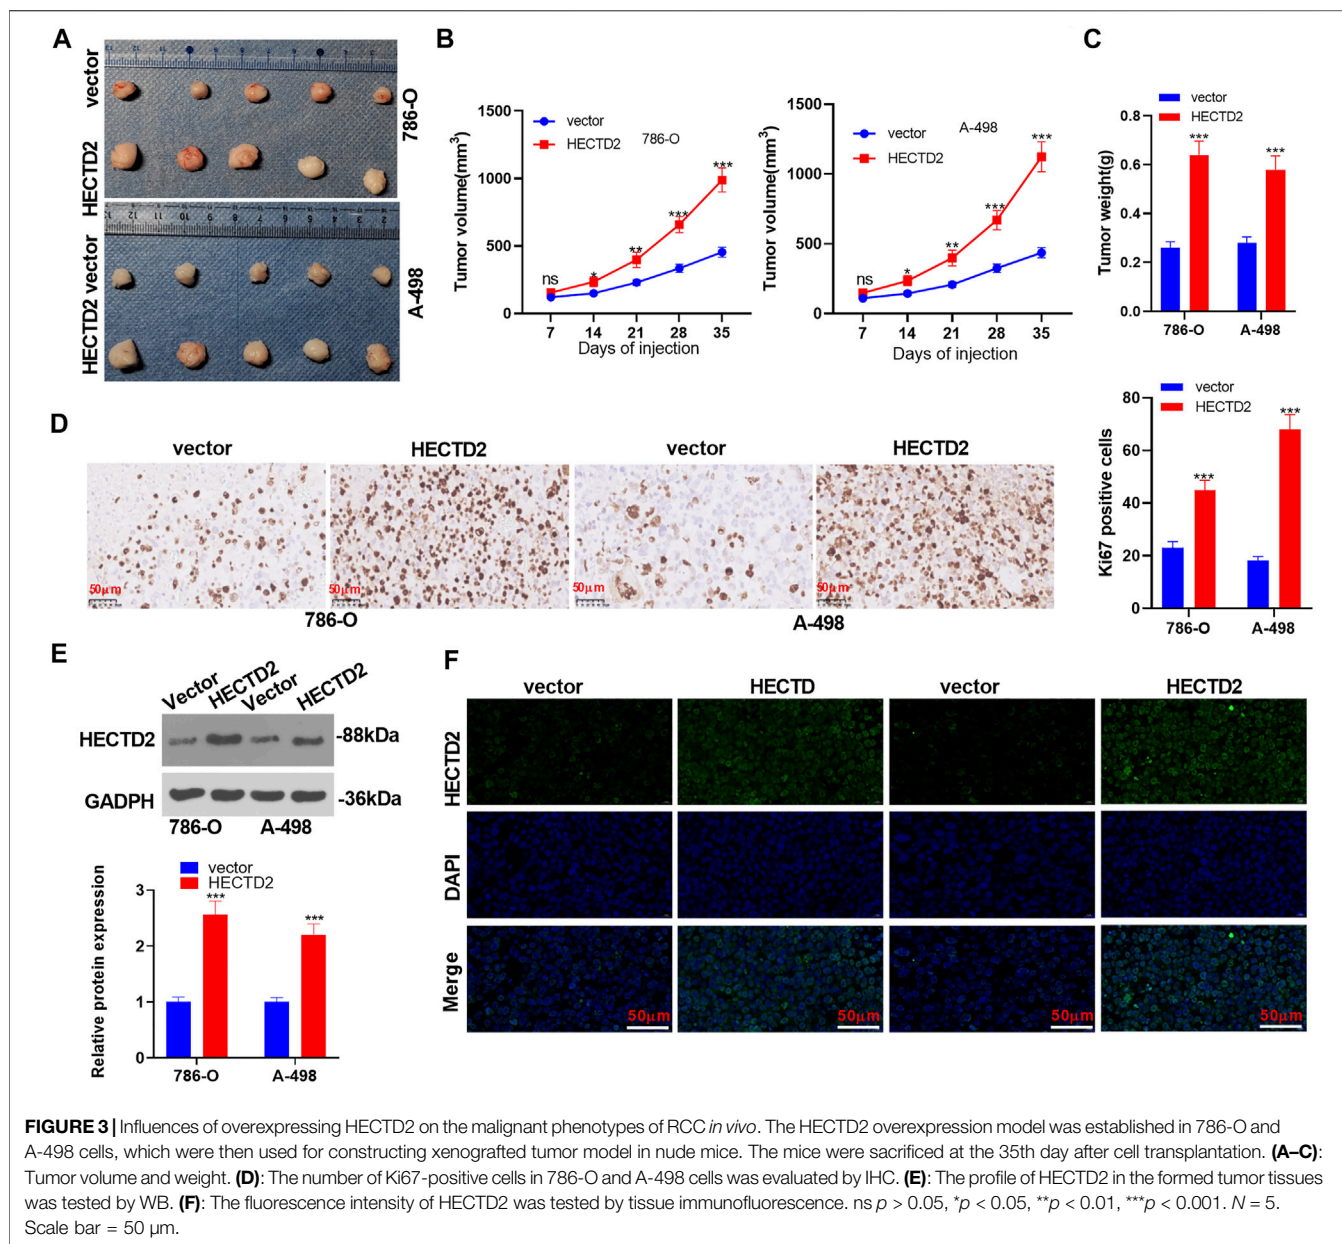 A
vector
HECTD2
786-O
vector
HECTD2
A-498
B
1500
1000
500
0
Tumor volume(mm³)
vector
HECTD2
786-O
ns
*
**
***
***
7 14 21 28 35
Days of injection
1500
1000
500
0
Tumor volume(mm³)
vector
HECTD2
A-498
ns
*
**
***
***
7 14 21 28 35
Days of injection
C
vector
HECTD2
0.8
0.6
0.4
0.2
0.0
Tumor weight(g)
***
***
786-O A-498
D
vector HECTD2 vector HECTD2
50μm 50μm 50μm 50μm
786-O A-498
vector
HECTD2
80
60
40
20
0
Ki67 positive cells
***
***
786-O A-498
E
Vector HECTD2 Vector HECTD2
HECTD2 -88kDa
GADPH -36kDa
786-O A-498
vector
HECTD2
3
2
1
0
Relative protein expression
***
***
786-O A-498
F
vector HECTD vector HECTD2
HECTD2
DAPI
Merge
50μm 50μm 50μm 50μm
FIGURE 3 | Influences of overexpressing HECTD2 on the malignant phenotypes of RCC in vivo. The HECTD2 overexpression model was established in 786-O and
A-498 cells, which were then used for constructing xenografted tumor model in nude mice. The mice were sacrificed at the 35th day after cell transplantation. (A–C):
Tumor volume and weight. (D): The number of Ki67-positive cells in 786-O and A-498 cells was evaluated by IHC. (E): The profile of HECTD2 in the formed tumor tissues
was tested by WB. (F): The fluorescence intensity of HECTD2 was tested by tissue immunofluorescence. ns p > 0.05, *p < 0.05, **p < 0.01, ***p < 0.001. N = 5.
Scale bar = 50 μm.